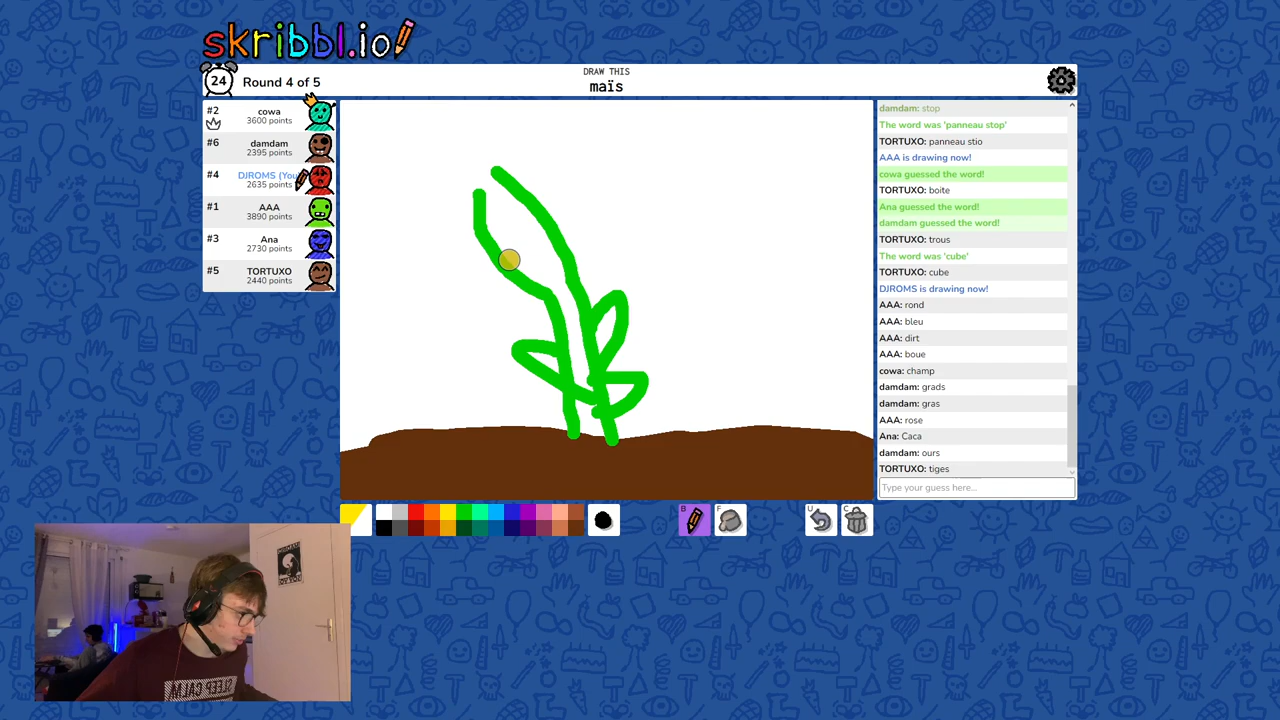 skribbl.io
24
Round 4 of 5
DRAW THIS
maïs
#2
cowa
3600 points
#6
damdam
2395 points
#4
DJROMS (You
2635 points
#1
AAA
3890 points
#3
Ana
2730 points
#5
TORTUXO
2440 points
damdam: stop
The word was 'panneau stop'
TORTUXO: panneau stio
AAA is drawing now!
cowa guessed the word!
TORTUXO: boite
Ana guessed the word!
damdam guessed the word!
TORTUXO: trous
The word was 'cube'
TORTUXO: cube
DJROMS is drawing now!
AAA: rond
AAA: bleu
AAA: dirt
AAA: boue
cowa: champ
damdam: grads
damdam: gras
AAA: rose
Ana: Caca
damdam: ours
TORTUXO: tiges
Type your guess here...
B
F
U
C